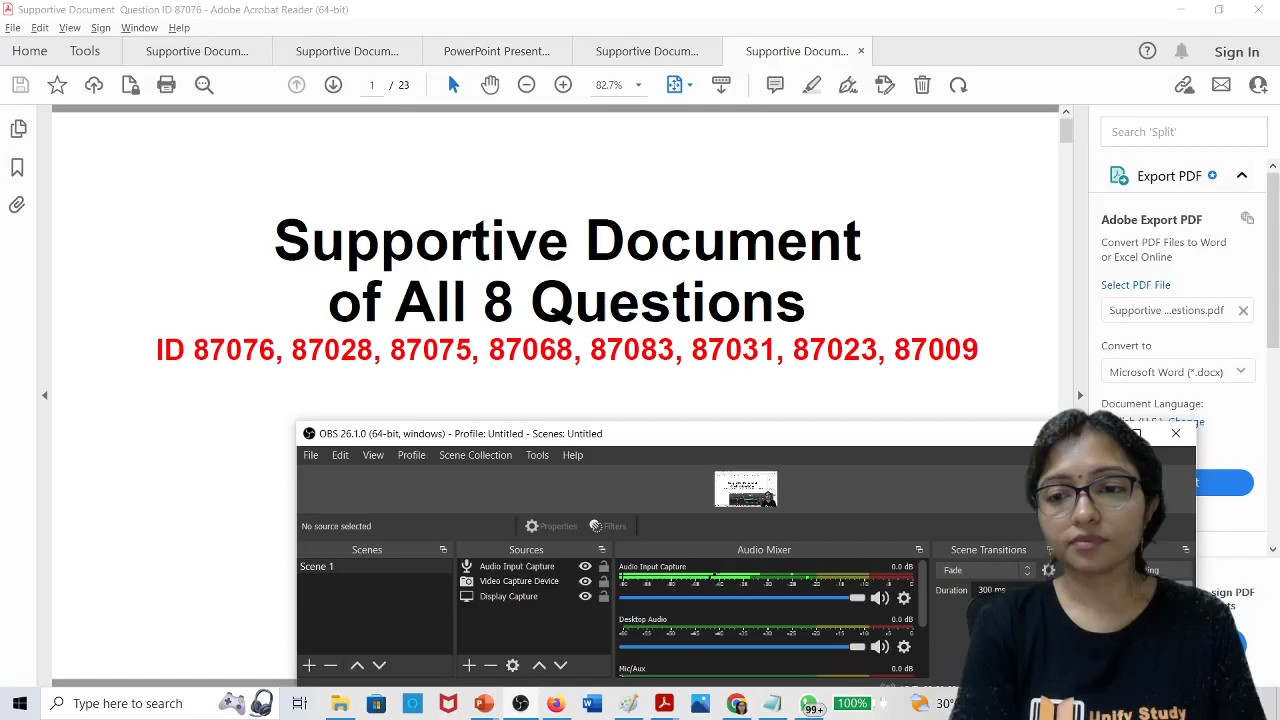 Supportive Document Question ID 87076 - Adobe Acrobat Reader (64-bit)
File Edit View Sign Window Help
Home Tools Supportive Docum... Supportive Docum... PowerPoint Present... Supportive Docum... Supportive Docum... × Sign In
1 / 23 82.7%
Search 'Split'
Export PDF
Adobe Export PDF
Convert PDF Files to Word
or Excel Online
Select PDF File
Supportive ...estions.pdf
Convert to
Microsoft Word (*.docx)
Document Language:
Change
Supportive Document
of All 8 Questions
ID 87076, 87028, 87075, 87068, 87083, 87031, 87023, 87009
OBS 26.1.0 (64-bit, windows) - Profile: Untitled - Scenes: Untitled
File Edit View Profile Scene Collection Tools Help
No source selected Properties Filters
Scenes Sources Audio Mixer Scene Transitions
Scene 1
Audio Input Capture
Video Capture Device
Display Capture
Audio Input Capture 0.0 dB
Desktop Audio 0.0 dB
Mic/Aux 0.0 dB
Fade
Duration 300 ms
sign PDF
Type here to search
99+
100%
30°
Unify Study